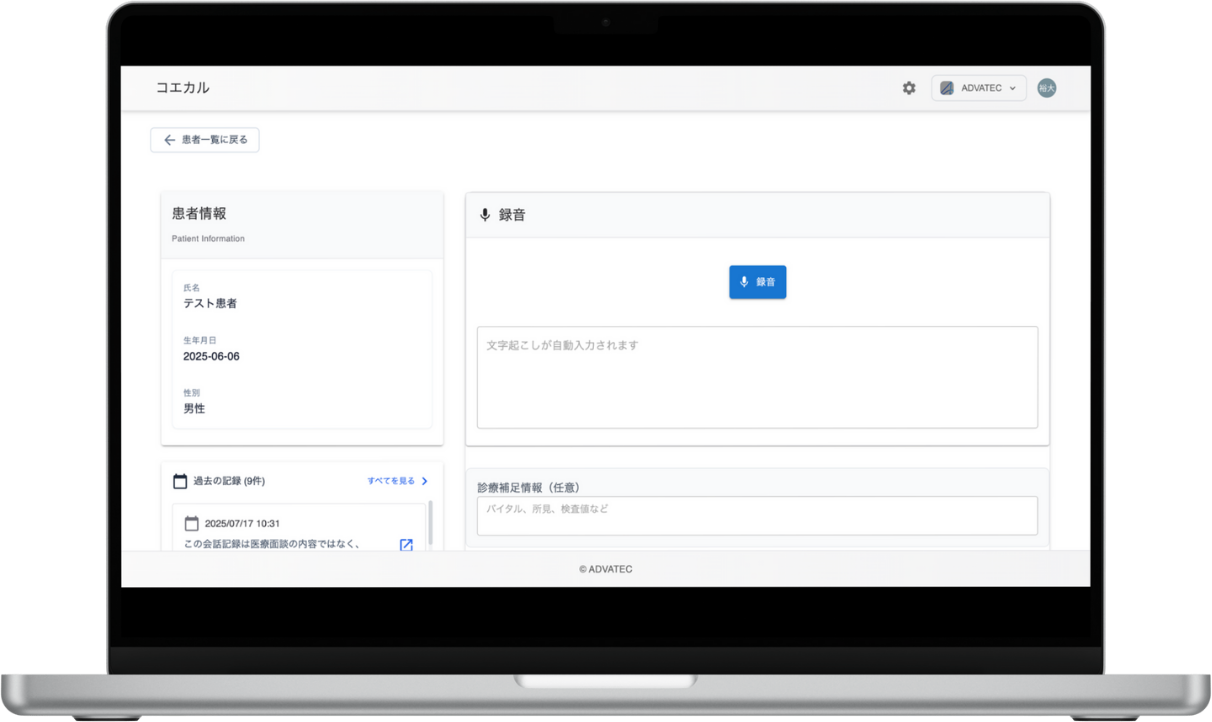 コエカル
ADVATEC
裕大
患者一覧に戻る
患者情報
Patient Information
氏名
テスト患者
生年月日
2025-06-06
性別
男性
過去の記録 (9件)
すべてを見る
2025/07/17 10:31
この会話記録は医療面談の内容ではなく、
録音
録音
文字起こしが自動入力されます
診療補足情報（任意）
バイタル、所見、検査値など
© ADVATEC